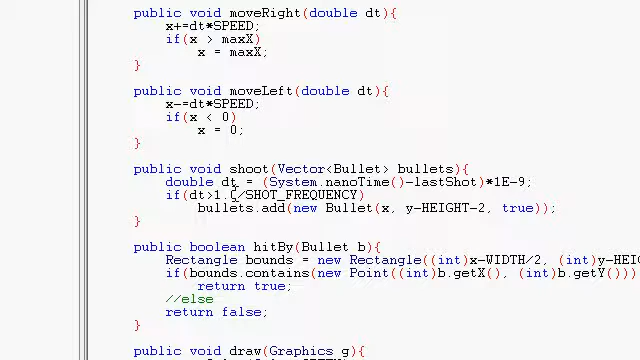 public void moveRight(double dt){
x+=dt*SPEED;
if(x > maxX)
x = maxX;
}
public void moveLeft(double dt){
x-=dt*SPEED;
if(x < 0)
x = 0;
}
public void shoot(Vector<Bullet> bullets){
double dt = (System.nanoTime()-lastShot)*1E-9;
if(dt>1.0/SHOT_FREQUENCY)
bullets.add(new Bullet(x, y-HEIGHT-2, true));
}
public boolean hitBy(Bullet b){
Rectangle bounds = new Rectangle((int)x-WIDTH/2, (int)y-HEIG
if(bounds.contains(new Point((int)b.getX(), (int)b.getY()))
return true;
//else
return false;
}
public void draw(Graphics g){